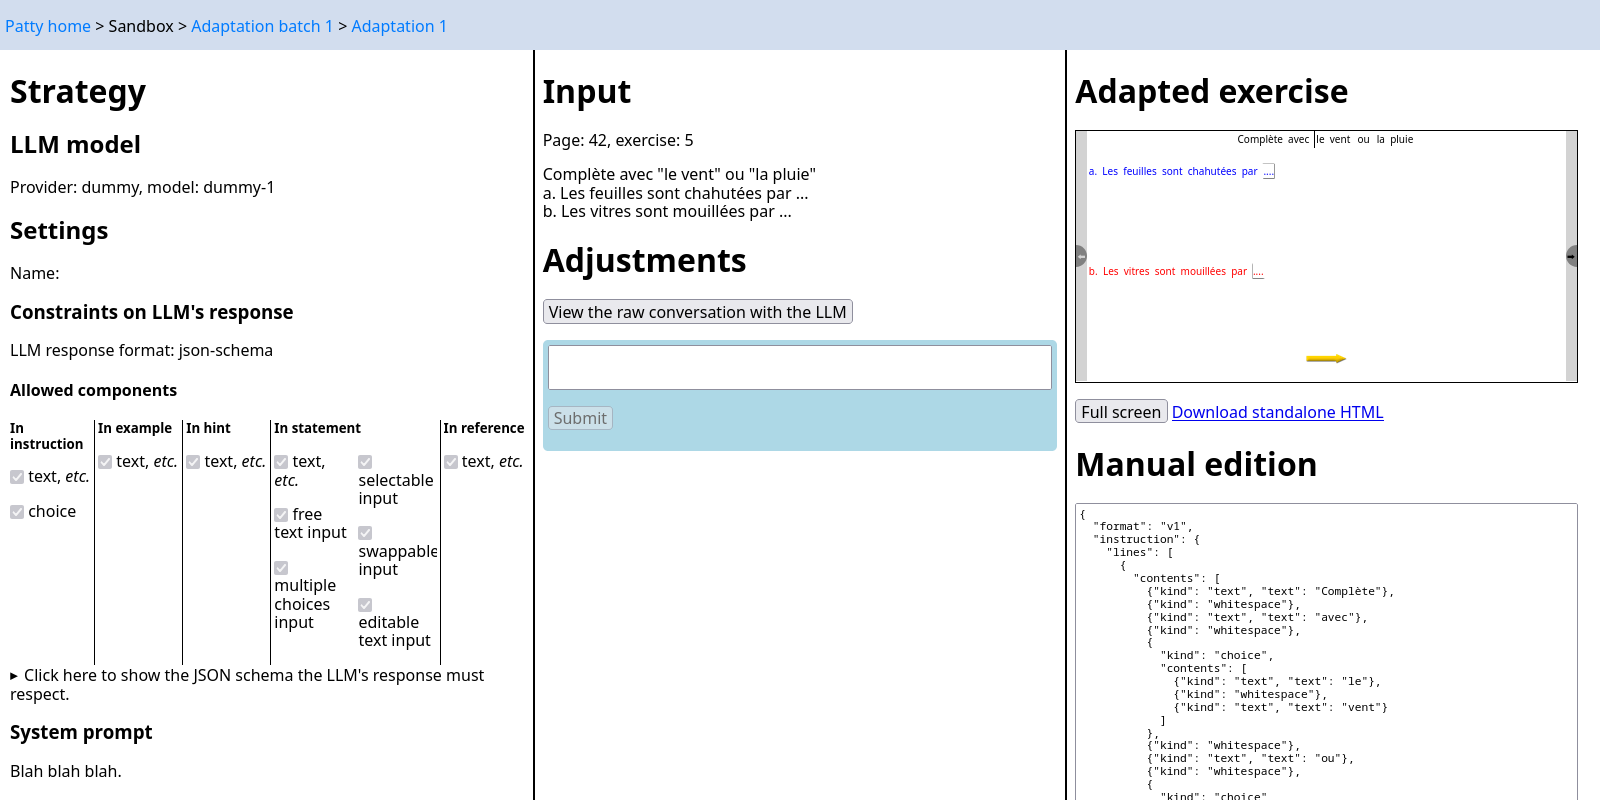 Patty home > Sandbox > Adaptation batch 1 > Adaptation 1
Strategy
LLM model
Provider: dummy, model: dummy-1
Settings
Name:
Constraints on LLM's response
LLM response format: json-schema
Allowed components
In
instruction
text, etc.
choice
In example
text, etc.
In hint
text, etc.
In statement
text,
etc.
free
text input
multiple
choices
input
selectable
input
swappable
input
editable
text input
In reference
text, etc.
▸ Click here to show the JSON schema the LLM's response must
respect.
System prompt
Blah blah blah.
Input
Page: 42, exercise: 5
Complète avec "le vent" ou "la pluie"
a. Les feuilles sont chahutées par ...
b. Les vitres sont mouillées par ...
Adjustments
View the raw conversation with the LLM
Submit
Adapted exercise
Complète avec le vent ou la pluie
a. Les feuilles sont chahutées par ....
b. Les vitres sont mouillées par ....
Full screen Download standalone HTML
Manual edition
{
"format": "v1",
"instruction": {
"lines": [
{
"contents": [
{"kind": "text", "text": "Complète"},
{"kind": "whitespace"},
{"kind": "text", "text": "avec"},
{"kind": "whitespace"},
{
"kind": "choice",
"contents": [
{"kind": "text", "text": "le"},
{"kind": "whitespace"},
{"kind": "text", "text": "vent"}
]
},
{"kind": "whitespace"},
{"kind": "text", "text": "ou"},
{"kind": "whitespace"},
{
"kind": "choice",